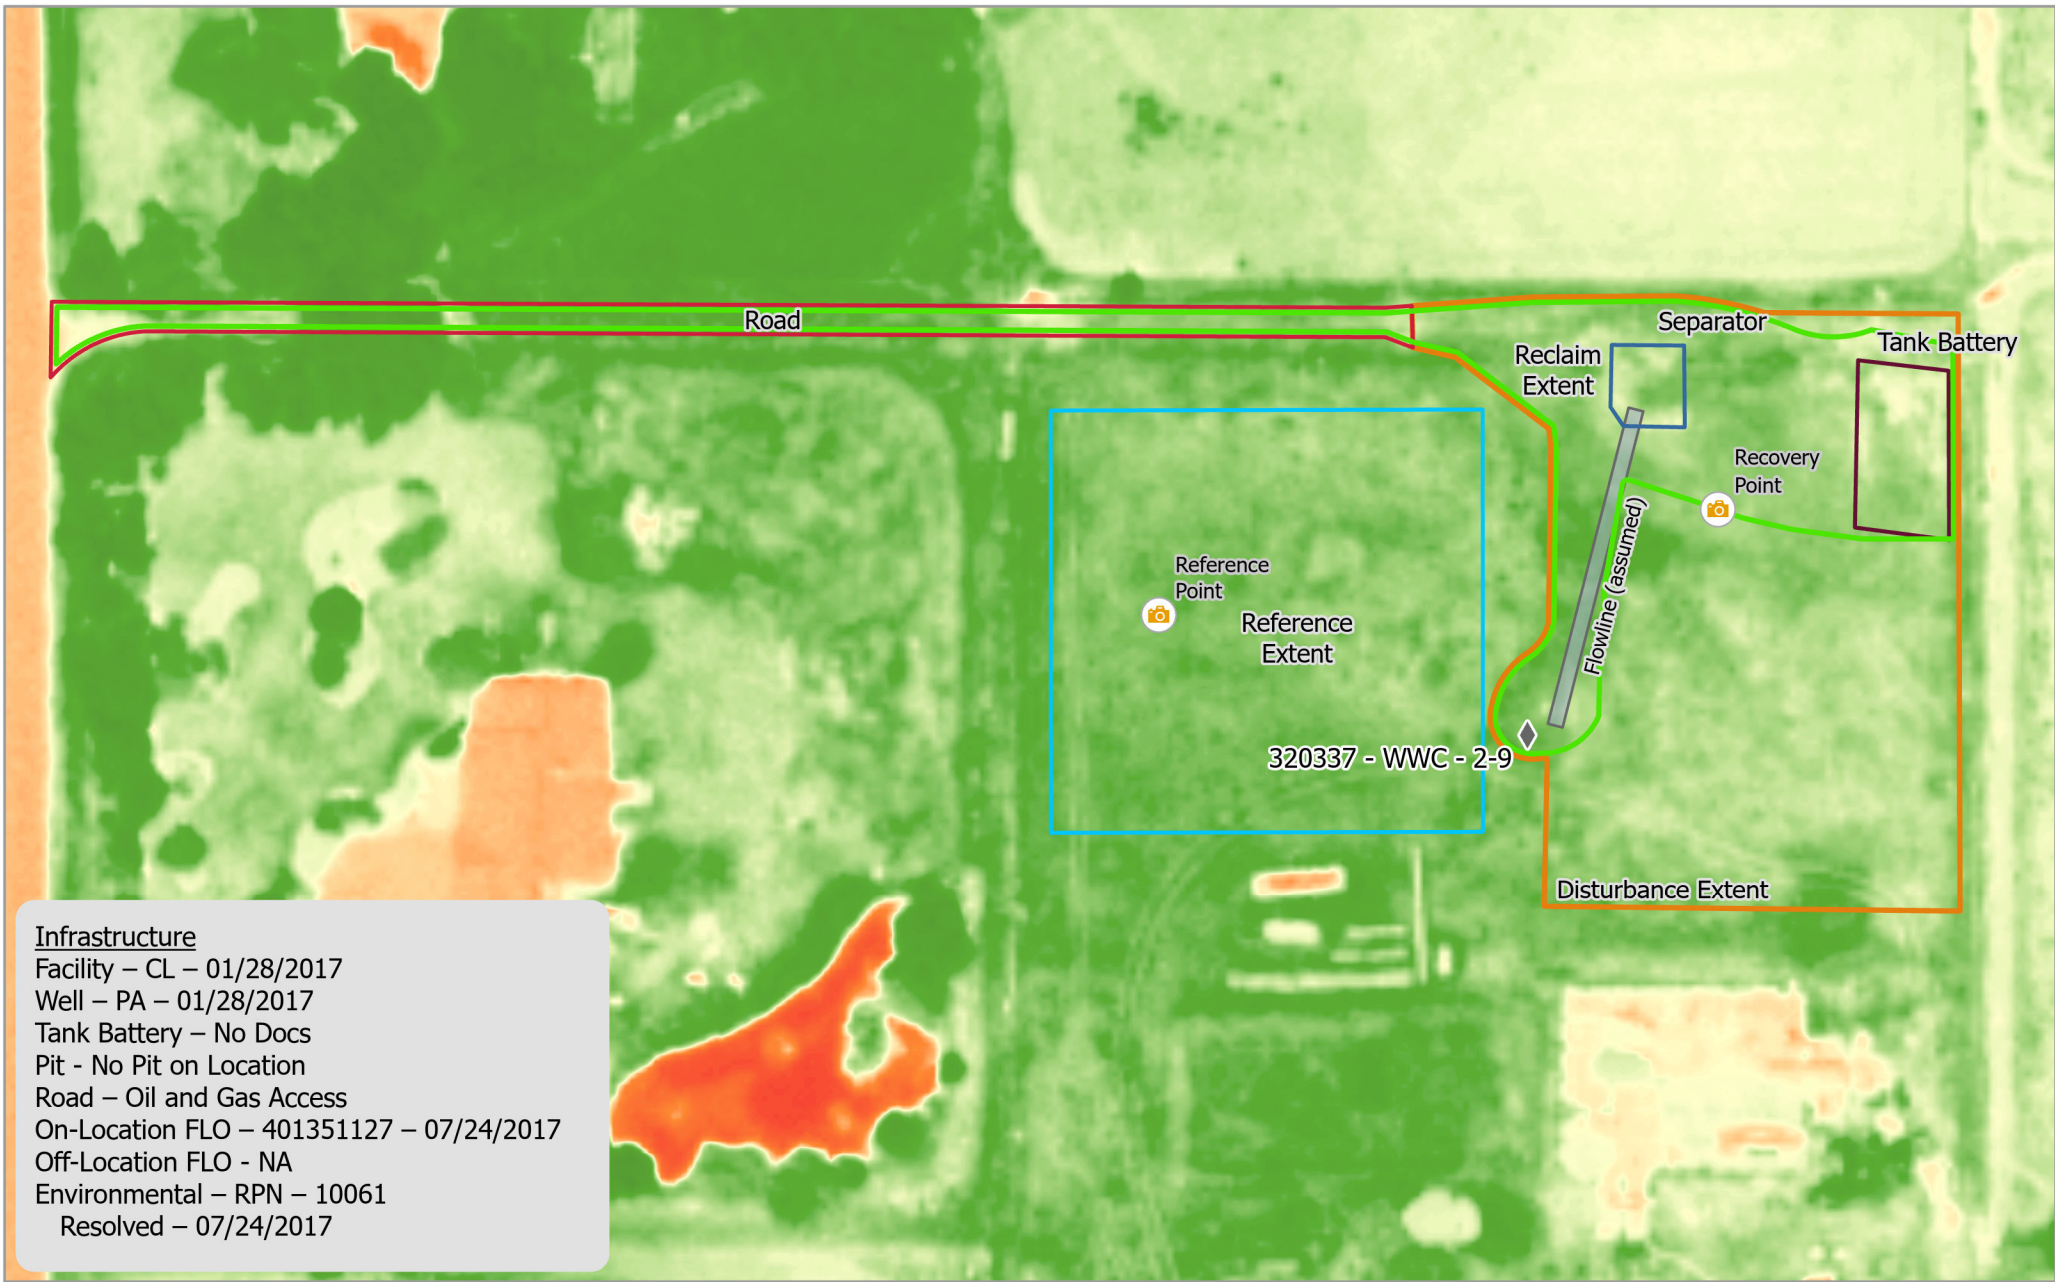 Road
Separator
Tank Battery
Reclaim
Extent
Recovery
Point
Flowline (assumed)
Reference
Point
Reference
Extent
320337 - WWC - 2-9
Disturbance Extent
Infrastructure
Facility – CL – 01/28/2017
Well – PA – 01/28/2017
Tank Battery – No Docs
Pit - No Pit on Location
Road – Oil and Gas Access
On-Location FLO – 401351127 – 07/24/2017
Off-Location FLO - NA
Environmental – RPN – 10061
Resolved – 07/24/2017